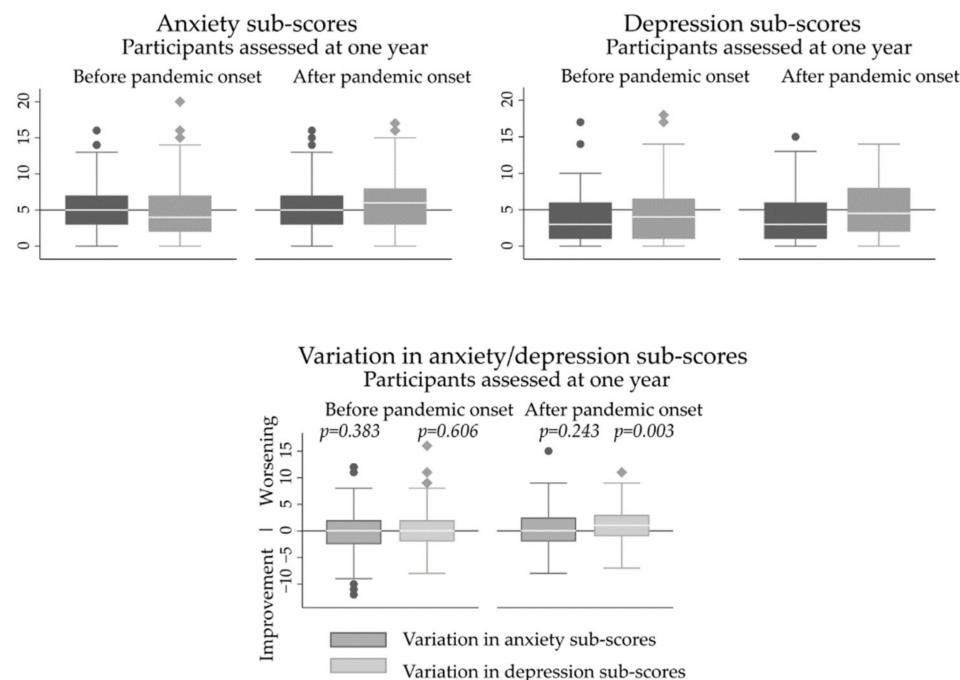 Anxiety sub-scores
Participants assessed at one year
Before pandemic onset After pandemic onset
20
15
10
5
0
Depression sub-scores
Participants assessed at one year
Before pandemic onset After pandemic onset
20
15
10
5
0
Variation in anxiety/depression sub-scores
Participants assessed at one year
Before pandemic onset After pandemic onset
p=0.383 p=0.606 p=0.243 p=0.003
Improvement | Worsening
15
10
5
0
−5
−10
Variation in anxiety sub-scores
Variation in depression sub-scores